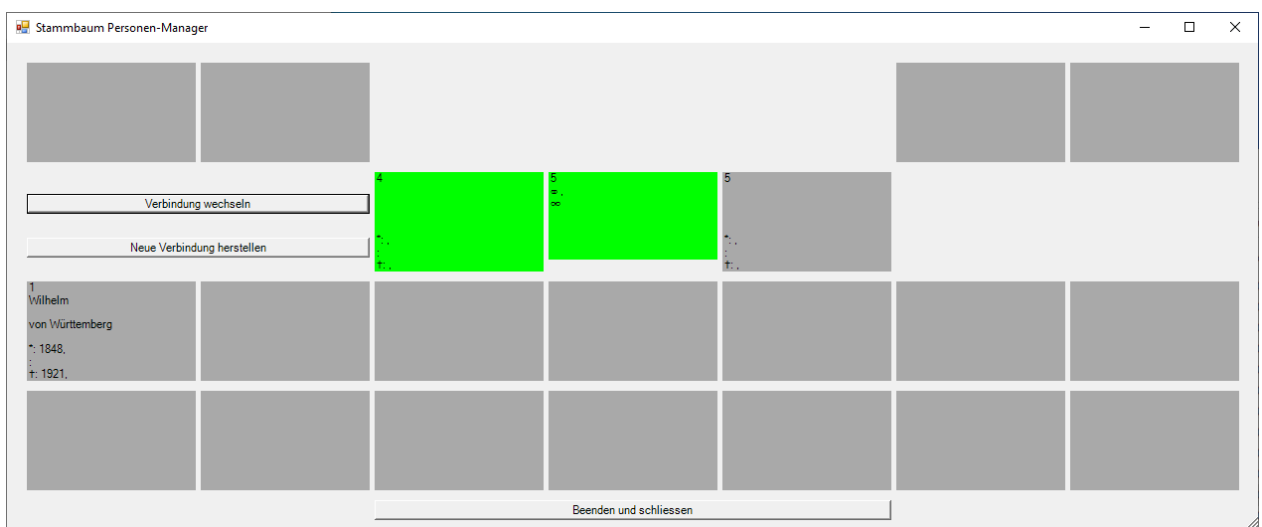 Stammbaum Personen-Manager
4
*: ,
:
†: ,
5
= ,
∞
5
*: ,
:
†: ,
Verbindung wechseln
Neue Verbindung herstellen
1
Wilhelm
von Württemberg
*: 1848,
:
†: 1921,
Beenden und schliessen